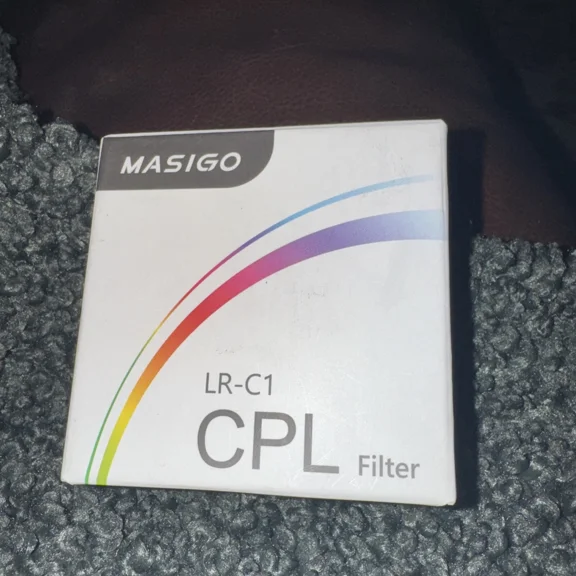 MASIGO
LR-C1
CPL Filter